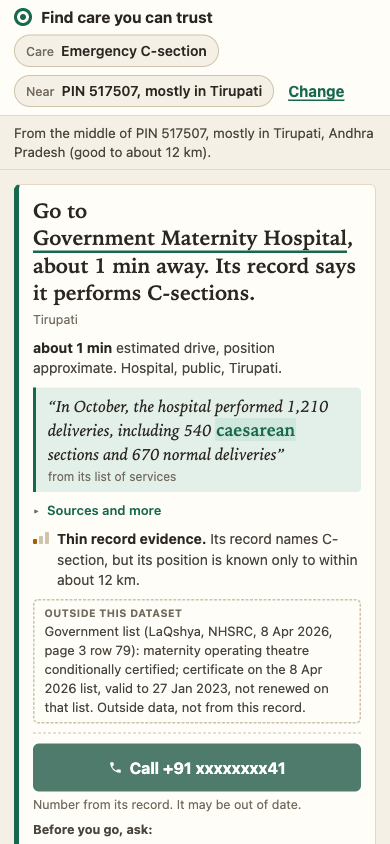 Find care you can trust
Care Emergency C-section
Near PIN 517507, mostly in Tirupati Change
From the middle of PIN 517507, mostly in Tirupati, Andhra
Pradesh (good to about 12 km).
Go to
Government Maternity Hospital,
about 1 min away. Its record says
it performs C-sections.
Tirupati
about 1 min estimated drive, position
approximate. Hospital, public, Tirupati.
“In October, the hospital performed 1,210
deliveries, including 540 caesarean
sections and 670 normal deliveries”
from its list of services
Sources and more
Thin record evidence. Its record names C-
section, but its position is known only to within
about 12 km.
OUTSIDE THIS DATASET
Government list (LaQshya, NHSRC, 8 Apr 2026,
page 3 row 79): maternity operating theatre
conditionally certified; certificate on the 8 Apr
2026 list, valid to 27 Jan 2023, not renewed on
that list. Outside data, not from this record.
Call +91 xxxxxxxx41
Number from its record. It may be out of date.
Before you go, ask: